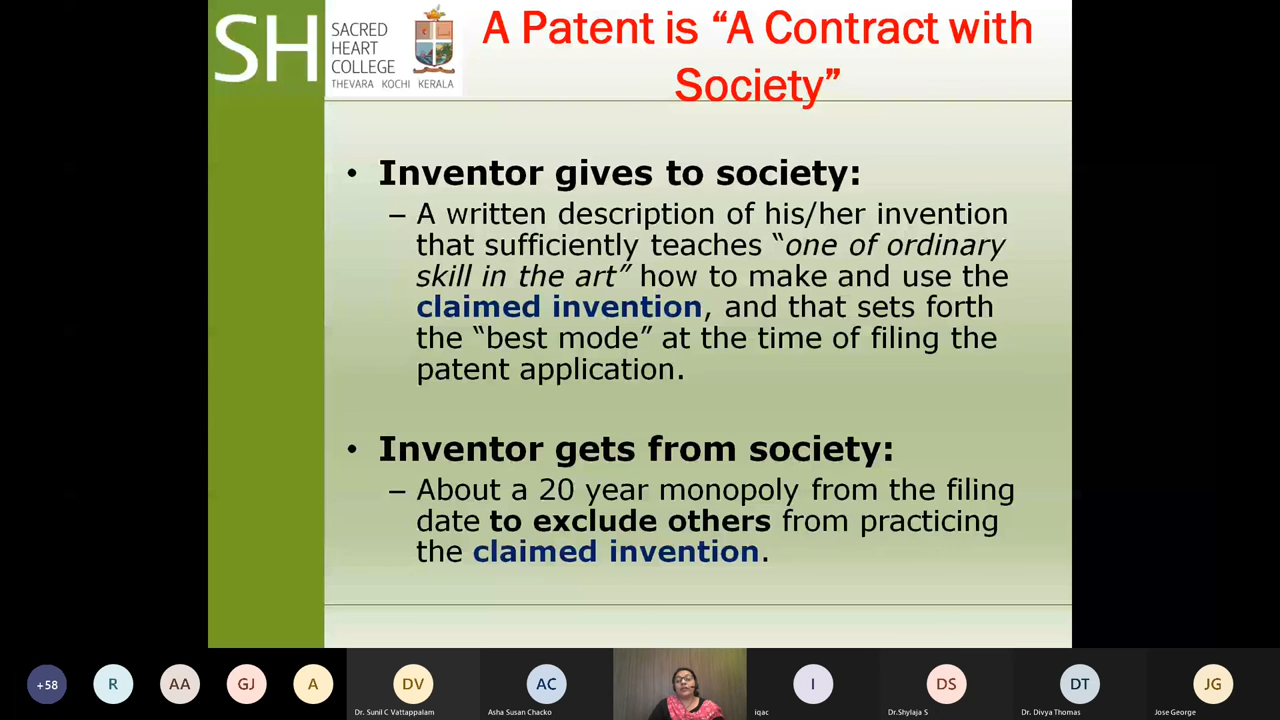 SH
SACRED
HEART
COLLEGE
THEVARA KOCHI KERALA
A Patent is “A Contract with
Society”
• Inventor gives to society:
– A written description of his/her invention
that sufficiently teaches “one of ordinary
skill in the art” how to make and use the
claimed invention, and that sets forth
the “best mode” at the time of filing the
patent application.
• Inventor gets from society:
– About a 20 year monopoly from the filing
date to exclude others from practicing
the claimed invention.
+58
R
AA
GJ
A
DV
AC
I
DS
DT
JG
Dr. Sunil C Vattappalam
Asha Susan Chacko
iqac
Dr.Shylaja S
Dr. Divya Thomas
Jose George